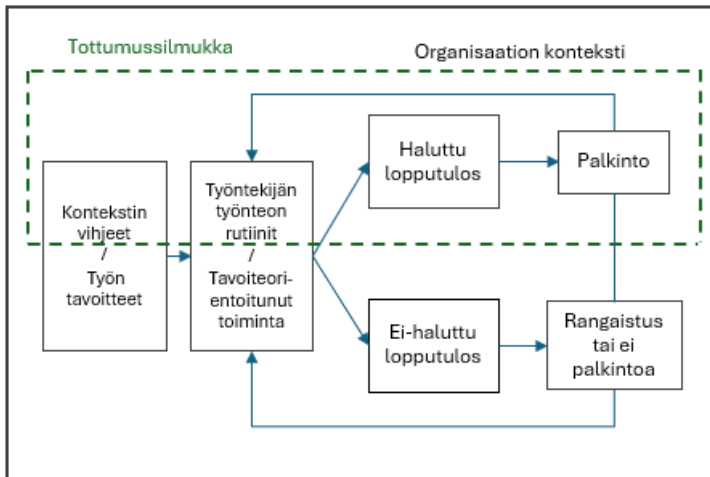 Tottumussilmukka
Organisaation konteksti
Kontekstin
vihjeet
/
Työn
tavoitteet
Työntekijän
työnteon
rutiinit
/
Tavoiteori-
entoitunut
toiminta
Haluttu
lopputulos
Palkinto
Ei-haluttu
lopputulos
Rangaistus
tai ei
palkintoa